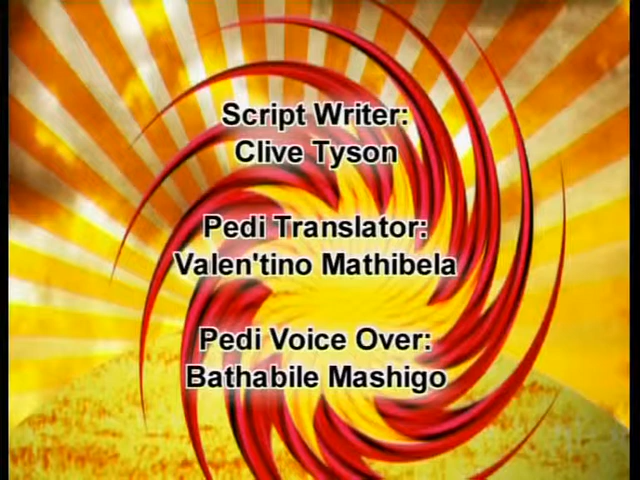 Script Writer:
Clive Tyson
Pedi Translator:
Valen'tino Mathibela
Pedi Voice Over:
Bathabile Mashigo